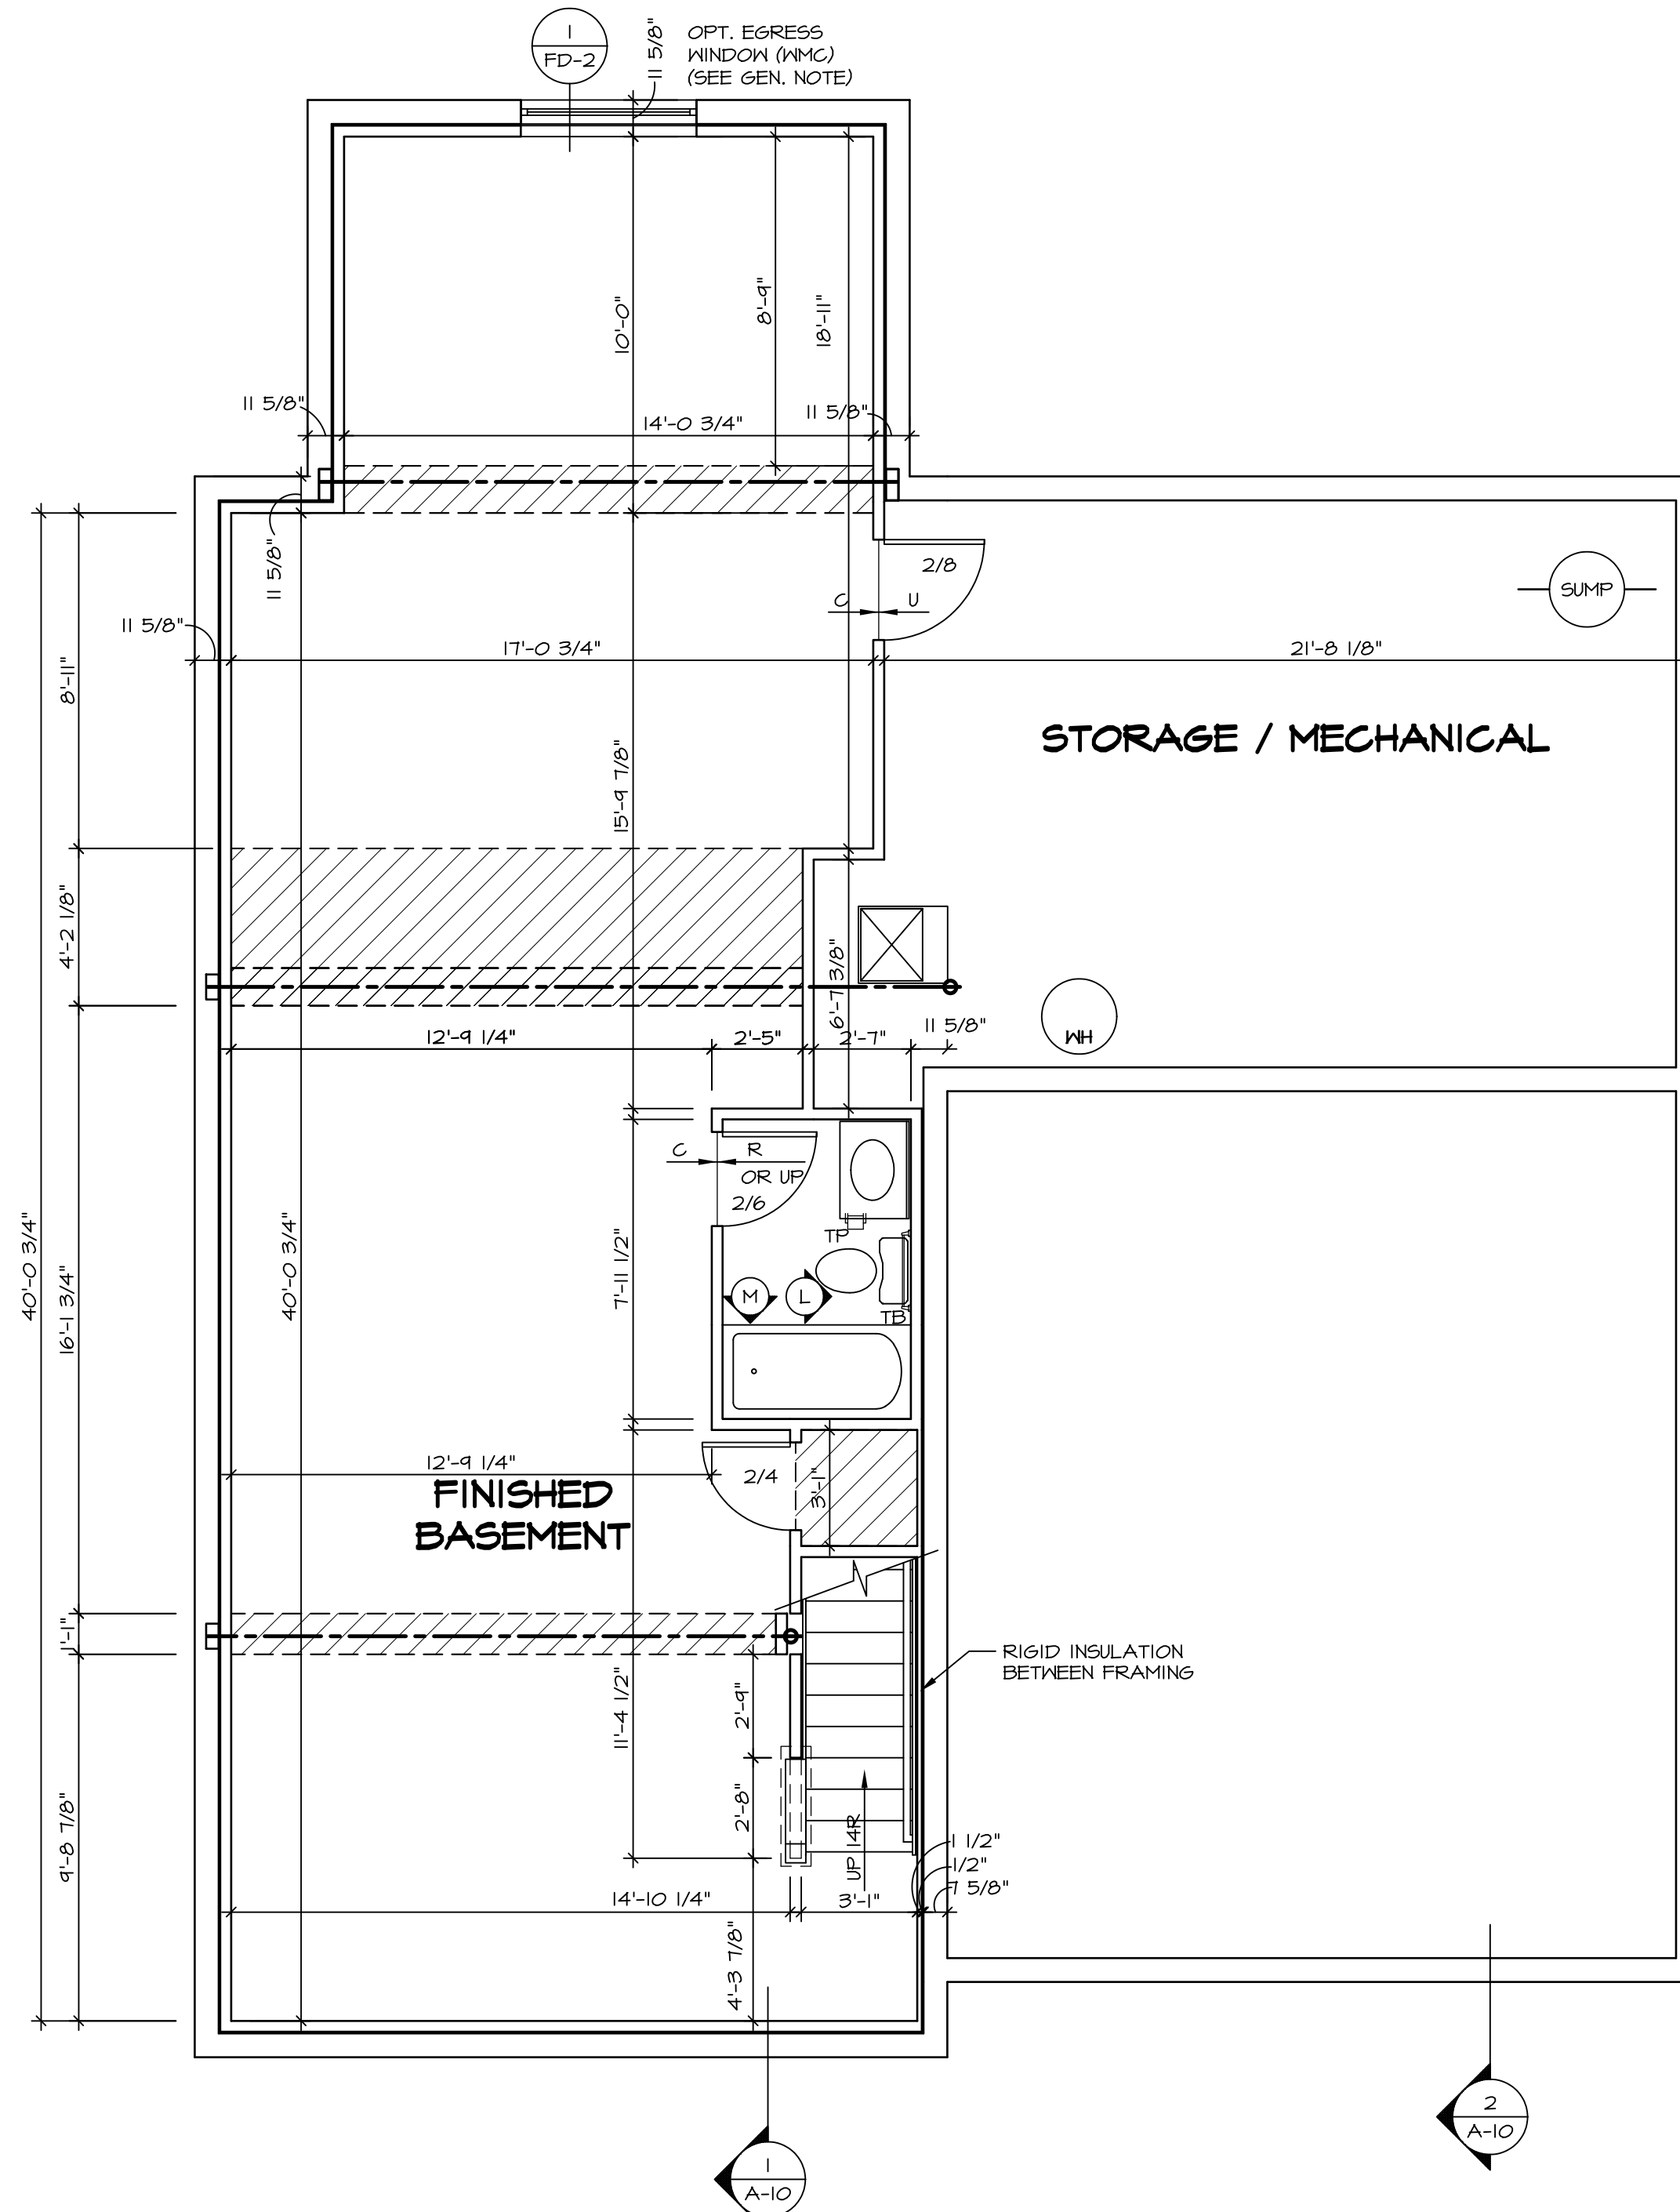 1
FD-2
11 5/8"
OPT. EGRESS
WINDOW (WMC)
(SEE GEN. NOTE)
10'-0"
8'-9"
18'-11"
11 5/8"
14'-0 3/4"
11 5/8"
11 5/8"
2/8
C U
SUMP
11 5/8"
17'-0 3/4"
21'-8 1/8"
8'-11"
STORAGE / MECHANICAL
15'-9 7/8"
4'-2 1/8"
6'-7 3/8"
12'-9 1/4"
2'-5"
2'-7"
11 5/8"
WH
C R
OR UP
2/6
TP
40'-0 3/4"
16'-1 3/4"
40'-0 3/4"
7'-11 1/2"
M L
TB
12'-9 1/4"
2/4
3'-1"
FINISHED
BASEMENT
1'-1"
RIGID INSULATION
BETWEEN FRAMING
11'-4 1/2"
2'-9"
2'-8"
UP 14R
9'-8 7/8"
1 1/2"
1/2"
7 5/8"
14'-10 1/4"
3'-1"
4'-3 7/8"
2
A-10
1
A-10